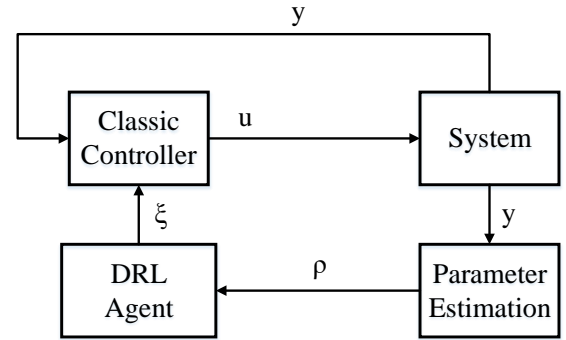 y
Classic
Controller
u
System
ξ
y
DRL
Agent
ρ
Parameter
Estimation